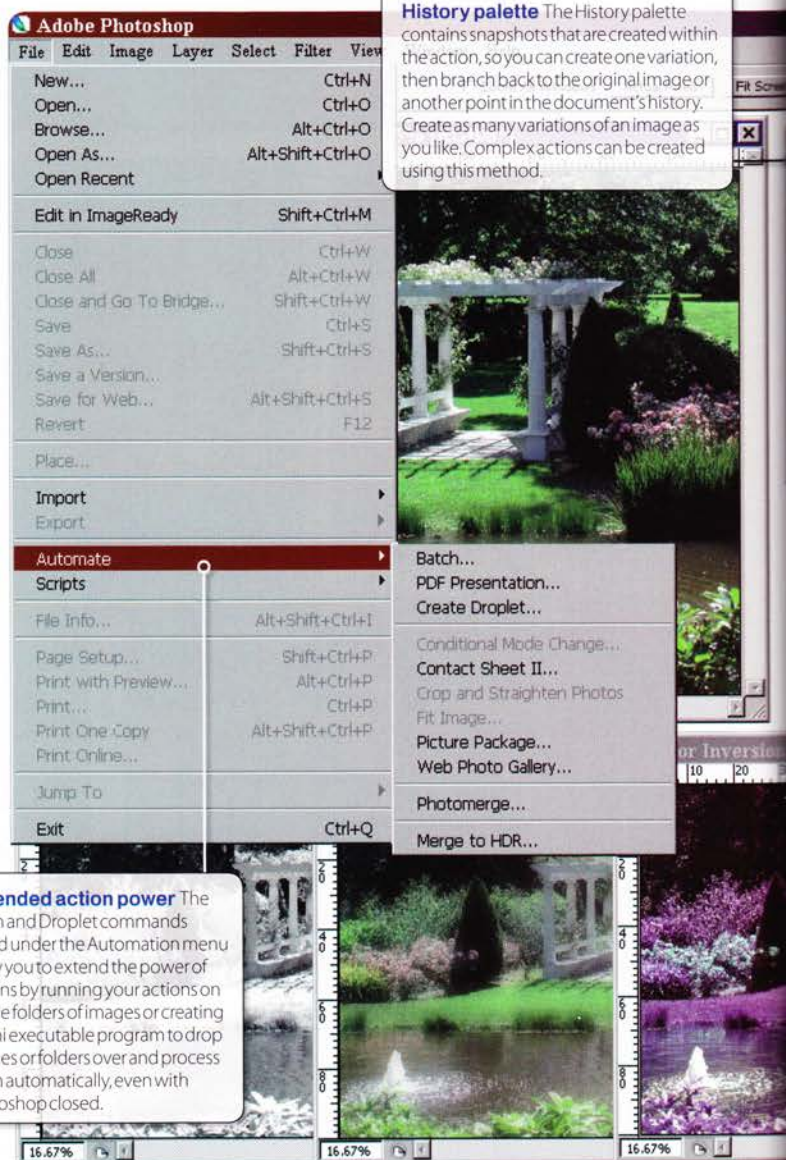 Adobe Photoshop
File Edit Image Layer Select Filter View
New... Ctrl+N
Open... Ctrl+O
Browse... Alt+Ctrl+O
Open As... Alt+Shift+Ctrl+O
Open Recent
Edit in ImageReady Shift+Ctrl+M
Close Ctrl+W
Close All Alt+Ctrl+W
Close and Go To Bridge... Shift+Ctrl+W
Save Ctrl+S
Save As... Shift+Ctrl+S
Save a Version...
Save for Web... Alt+Shift+Ctrl+S
Revert F12
Place...
Import
Export
Automate
Scripts
File Info... Alt+Shift+Ctrl+I
Page Setup... Shift+Ctrl+P
Print with Preview... Alt+Ctrl+P
Print... Ctrl+P
Print One Copy Alt+Shift+Ctrl+P
Print Online...
Jump To
Exit Ctrl+Q
History palette The History palette
contains snapshots that are created within
the action, so you can create one variation,
then branch back to the original image or
another point in the document's history.
Create as many variations of an image as
you like. Complex actions can be created
using this method.
Fit Scre
Batch...
PDF Presentation...
Create Droplet...
Conditional Mode Change...
Contact Sheet II...
Crop and Straighten Photos
Fit Image...
Picture Package...
Web Photo Gallery...
Photomerge...
Merge to HDR...
or Inversion
10 20
ended action power The
n and Droplet commands
d under the Automation menu
w you to extend the power of
ns by running your actions on
e folders of images or creating
ni executable program to drop
es or folders over and process
n automatically, even with
oshop closed.
2
20
40
60
80
20
40
60
80
16.67%
16.67%
16.67%